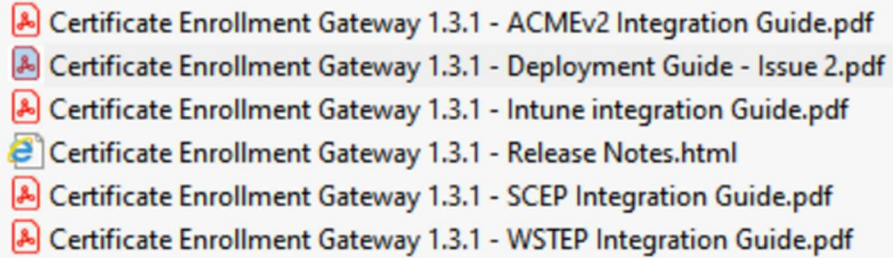 Certificate Enrollment Gateway 1.3.1 - ACMEv2 Integration Guide.pdf
Certificate Enrollment Gateway 1.3.1 - Deployment Guide - Issue 2.pdf
Certificate Enrollment Gateway 1.3.1 - Intune integration Guide.pdf
Certificate Enrollment Gateway 1.3.1 - Release Notes.html
Certificate Enrollment Gateway 1.3.1 - SCEP Integration Guide.pdf
Certificate Enrollment Gateway 1.3.1 - WSTEP Integration Guide.pdf